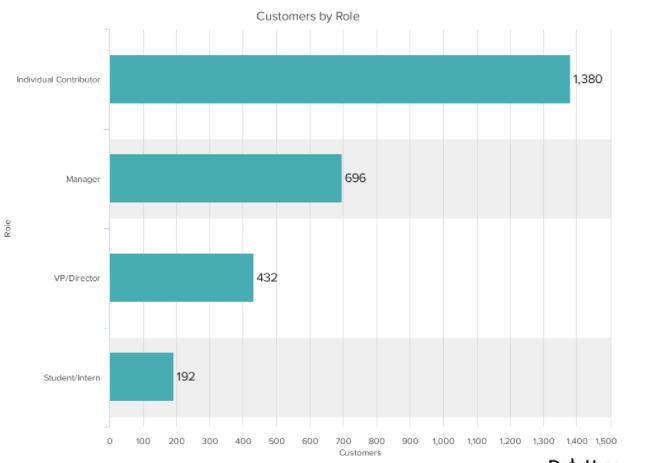 Customers by Role
Individual Contributor
1,380
Manager
696
Role
VP/Director
432
Student/Intern
192
0 100 200 300 400 500 600 700 800 900 1,000 1,100 1,200 1,300 1,400 1,500
Customers